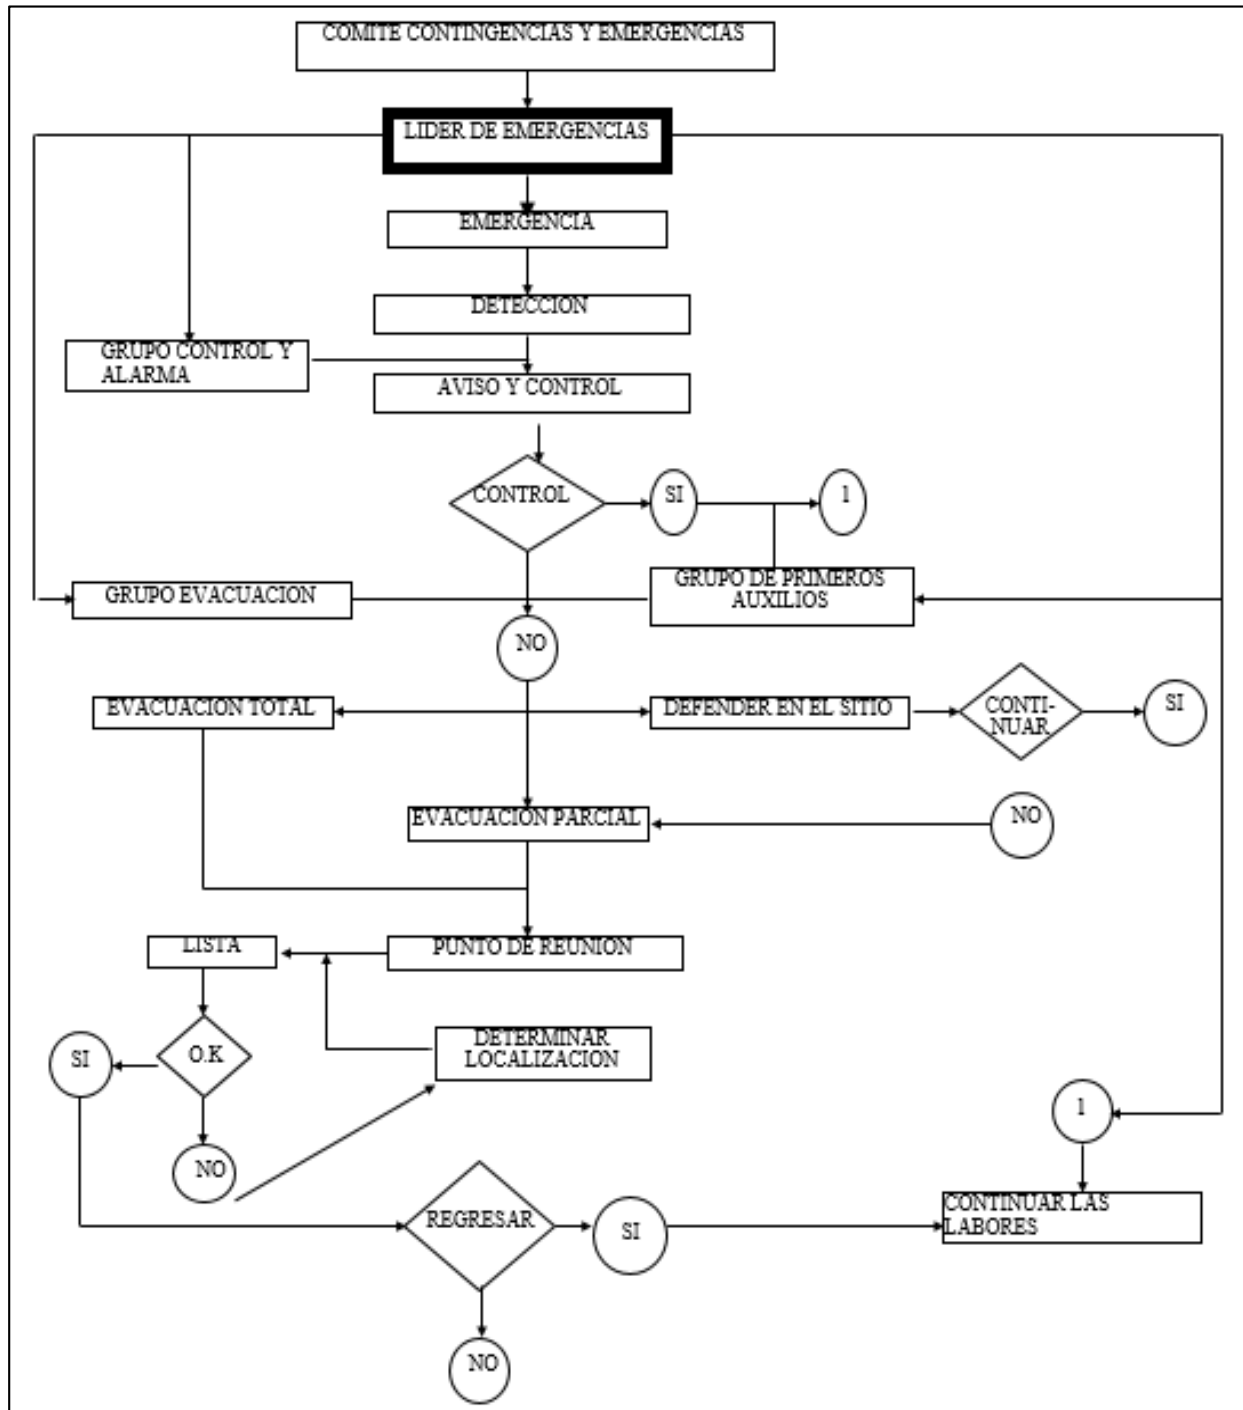 COMITE CONTINGENCIAS Y EMERGENCIAS
LIDER DE EMERGENCIAS
EMERGENCIA
DETECCION
GRUPO CONTROL Y
ALARMA
AVISO Y CONTROL
CONTROL
SI
1
GRUPO EVACUACION
GRUPO DE PRIMEROS
AUXILIOS
NO
EVACUACION TOTAL
DEFENDER EN EL SITIO
CONTI-
NUAR
SI
EVACUACION PARCIAL
NO
LISTA
PUNTO DE REUNION
DETERMINAR
LOCALIZACION
SI
O.K
NO
1
REGRESAR
SI
CONTINUAR LAS
LABORES
NO